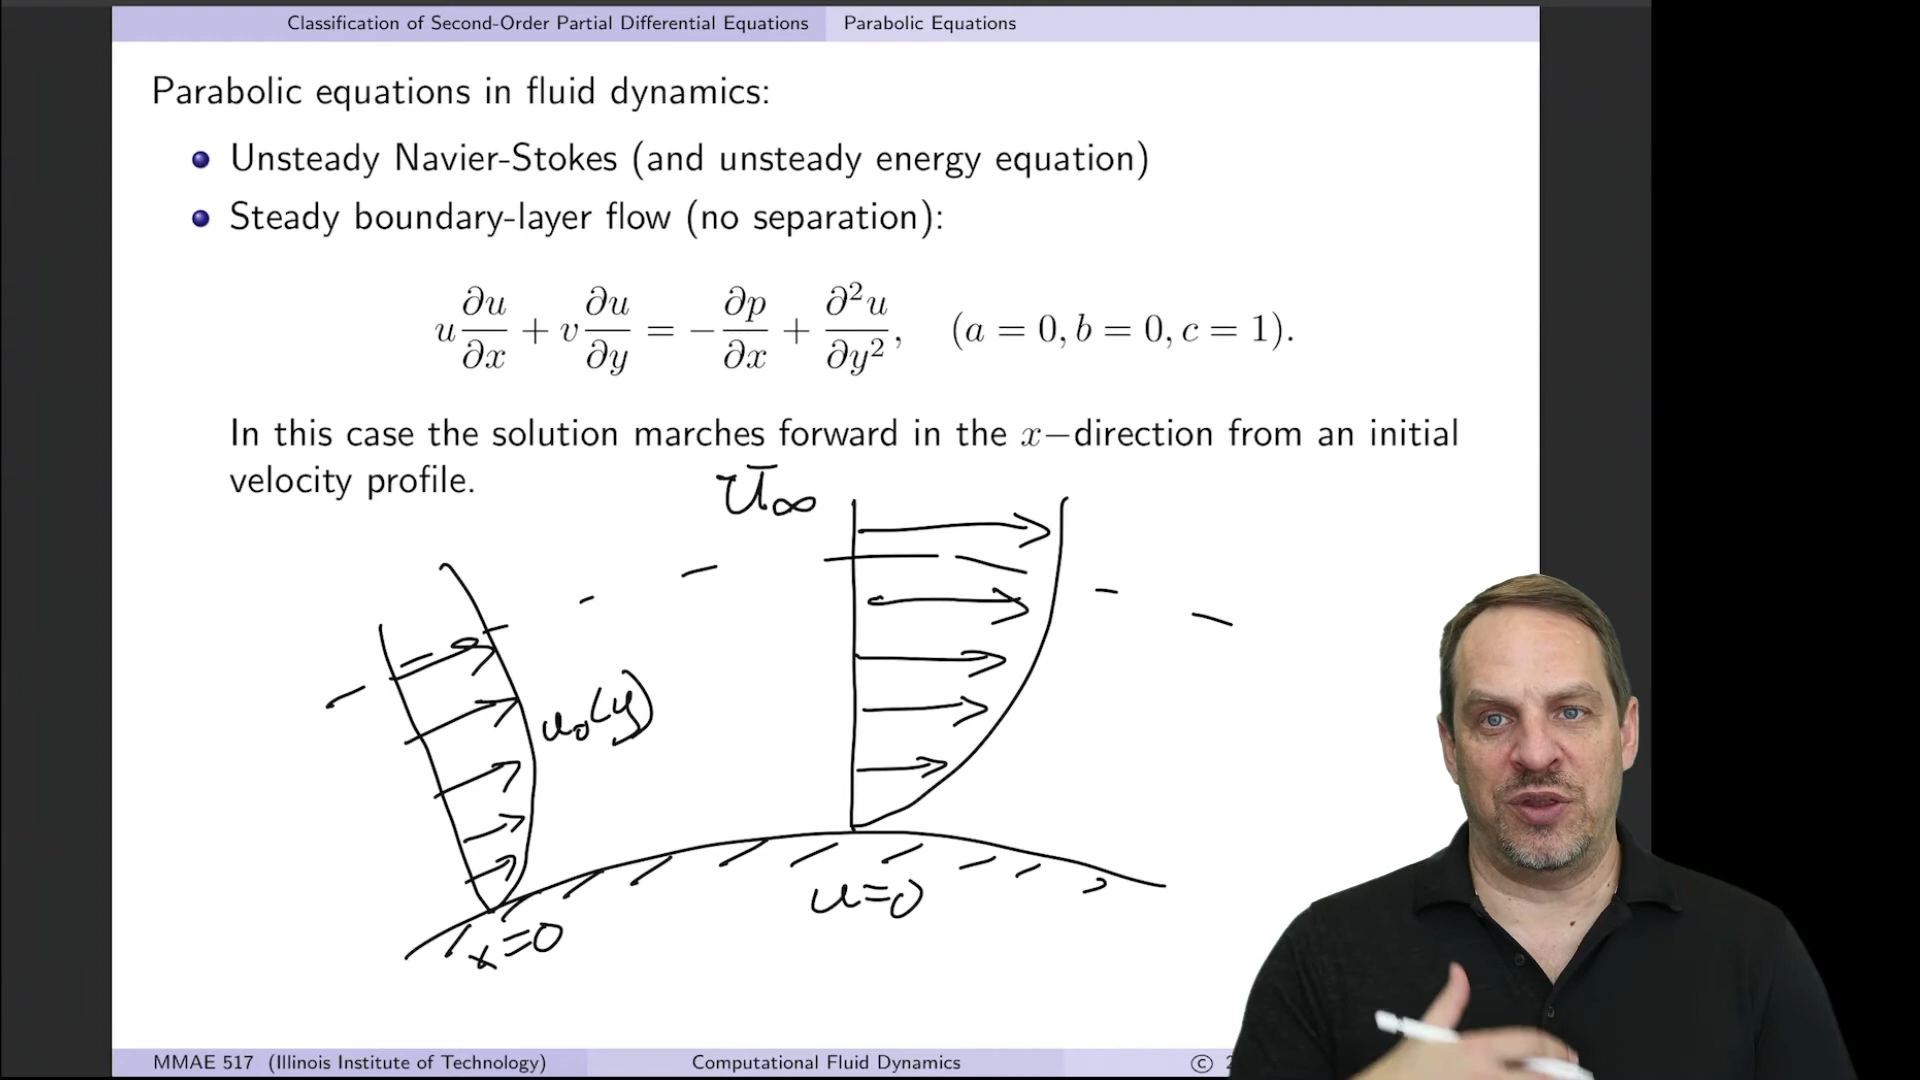 Classification of Second-Order Partial Differential Equations Parabolic Equations
Parabolic equations in fluid dynamics:
Unsteady Navier-Stokes (and unsteady energy equation)
Steady boundary-layer flow (no separation):
u ∂u/∂x + v ∂u/∂y = − ∂p/∂x + ∂²u/∂y², (a = 0, b = 0, c = 1).
In this case the solution marches forward in the x−direction from an initial
velocity profile.
U∞
u₀(y)
u=0
x=0
MMAE 517 (Illinois Institute of Technology) Computational Fluid Dynamics ©